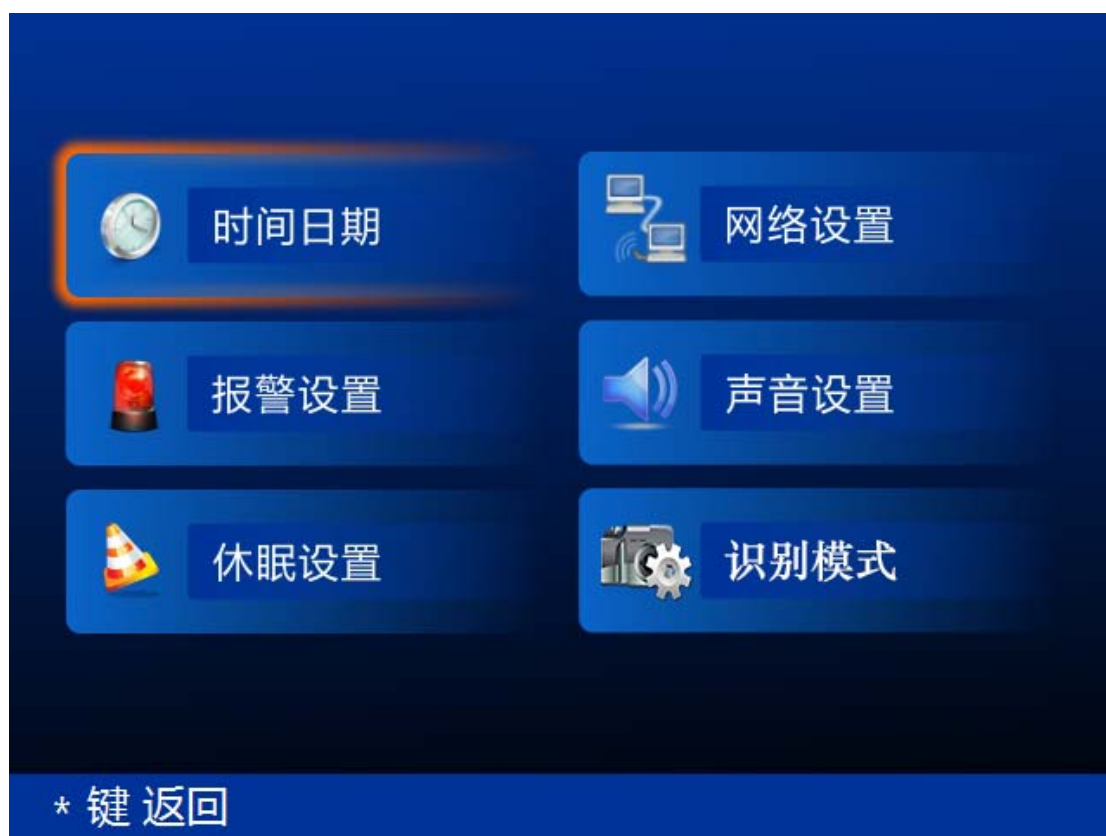 时间日期
网络设置
报警设置
声音设置
休眠设置
识别模式
* 键 返回